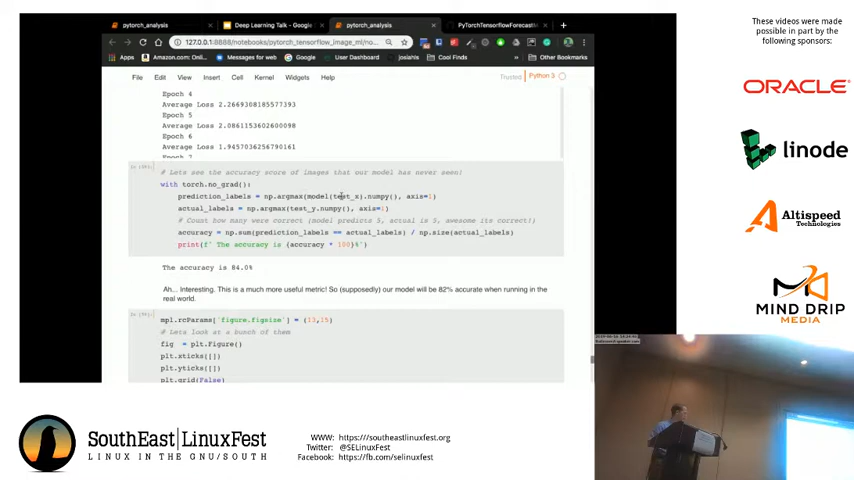 pytorch_analysis
Deep Learning Talk - Google
pytorch_analysis
PyTorchTensorflowForecast
127.0.0.1:8888/notebooks/pytorch_tensorflow_image_ml/no...
Apps
Amazon.com - Onlin...
Messages for web
Google
User Dashboard
josiahls
Cool Finds
Other Bookmarks
File Edit View Insert Cell Kernel Widgets Help
Trusted
Python 3
Epoch 4
Average Loss 2.2669308185577393
Epoch 5
Average Loss 2.0861153602600098
Epoch 6
Average Loss 1.9457036256790161
Epoch 7
# Lets see the accuracy score of images that our model has never seen!
with torch.no_grad():
prediction_labels = np.argmax(model(test_x).numpy(), axis=1)
actual_labels = np.argmax(test_y.numpy(), axis=1)
# Count how many were correct (model predicts 5, actual is 5, awesome its correct!)
accuracy = np.sum(prediction_labels == actual_labels) / np.size(actual_labels)
print(f' The accuracy is {accuracy * 100}%')
The accuracy is 84.0%
Ah... Interesting. This is a much more useful metric! So (supposedly) our model will be 82% accurate when running in the
real world.
mpl.rcParams['figure.figsize'] = (13,15)
# Lets look at a bunch of them
fig = plt.Figure()
plt.xticks([])
plt.yticks([])
plt.grid(False)
These videos were made
possible in part by the
following sponsors:
ORACLE
linode
Altispeed
Technologies
MIND DRIP
MEDIA
SouthEast LinuxFest
LINUX IN THE GNU/SOUTH
WWW: https://southeastlinuxfest.org
Twitter: @SELinuxFest
Facebook: https://fb.com/selinuxfest